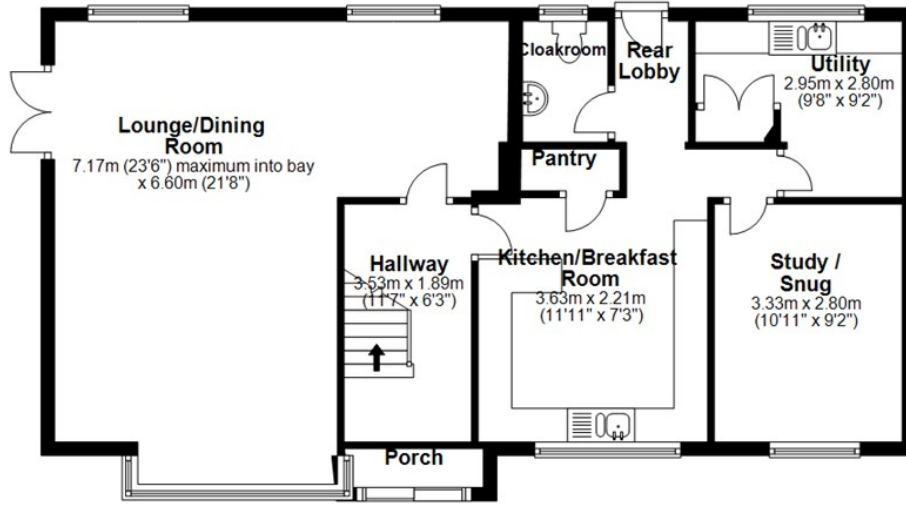 Cloakroom
Rear
Lobby
Utility
2.95m x 2.80m
(9'8" x 9'2")
Lounge/Dining
Room
7.17m (23'6") maximum into bay
x 6.60m (21'8")
Pantry
Hallway
3.53m x 1.89m
(11'7" x 6'3")
Kitchen/Breakfast
Room
3.63m x 2.21m
(11'11" x 7'3")
Study /
Snug
3.33m x 2.80m
(10'11" x 9'2")
Porch